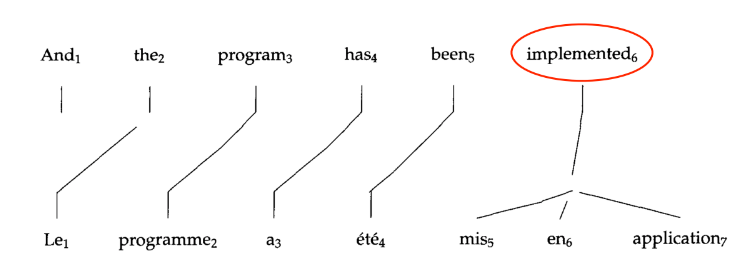 And₁ the₂ program₃ has₄ been₅ implemented₆
Le₁ programme₂ a₃ été₄ mis₅ en₆ application₇